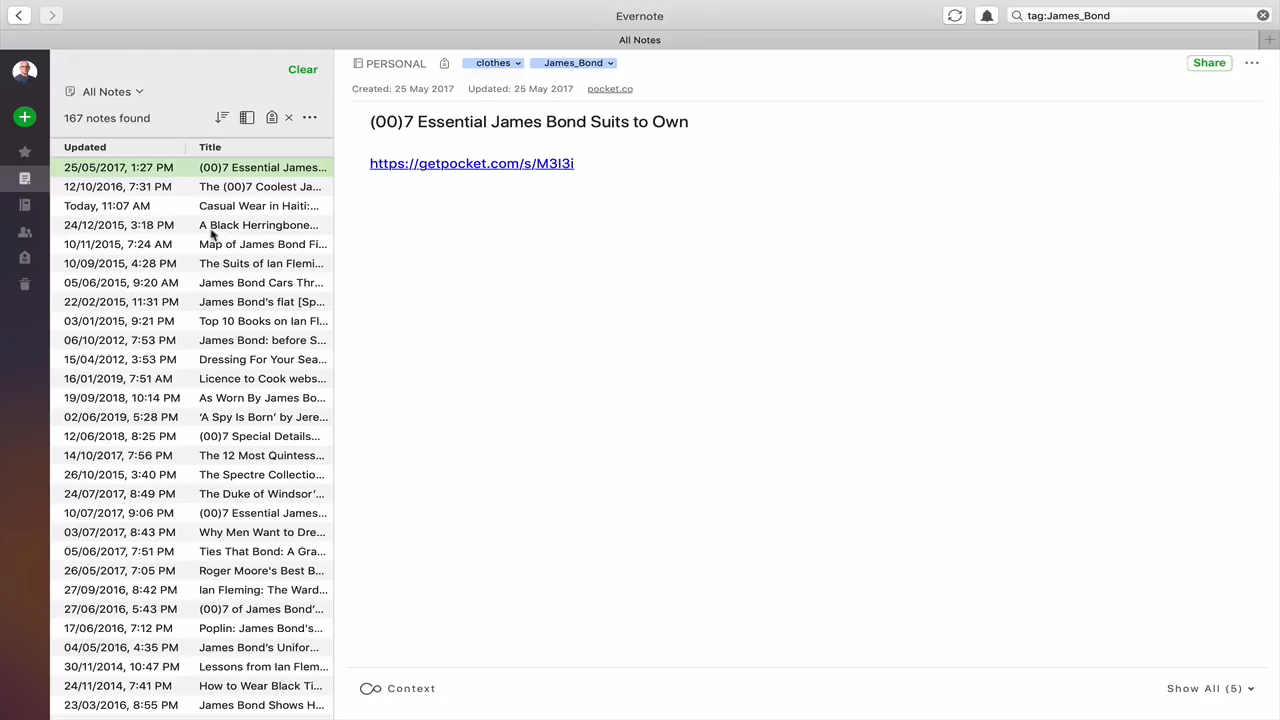 Evernote
tag:James_Bond
All Notes
Clear
All Notes
167 notes found
Updated Title
25/05/2017, 1:27 PM (00)7 Essential James...
12/10/2016, 7:31 PM The (00)7 Coolest Ja...
Today, 11:07 AM Casual Wear in Haiti:...
24/12/2015, 3:18 PM A Black Herringbone...
10/11/2015, 7:24 AM Map of James Bond Fi...
10/09/2015, 4:28 PM The Suits of Ian Flemi...
05/06/2015, 9:20 AM James Bond Cars Thr...
22/02/2015, 11:31 PM James Bond's flat [Sp...
03/01/2015, 9:21 PM Top 10 Books on Ian Fl...
06/10/2012, 7:53 PM James Bond: before S...
15/04/2012, 3:53 PM Dressing For Your Sea...
16/01/2019, 7:51 AM Licence to Cook webs...
19/09/2018, 10:14 PM As Worn By James Bo...
02/06/2019, 5:28 PM 'A Spy Is Born' by Jere...
12/06/2018, 8:25 PM (00)7 Special Details...
14/10/2017, 7:56 PM The 12 Most Quintess...
26/10/2015, 3:40 PM The Spectre Collectio...
24/07/2017, 8:49 PM The Duke of Windsor'...
10/07/2017, 9:06 PM (00)7 Essential James...
03/07/2017, 8:43 PM Why Men Want to Dre...
05/06/2017, 7:51 PM Ties That Bond: A Gra...
26/05/2017, 7:05 PM Roger Moore's Best B...
27/09/2016, 8:42 PM Ian Fleming: The Ward...
27/06/2016, 5:43 PM (00)7 of James Bond'...
17/06/2016, 7:12 PM Poplin: James Bond's...
04/05/2016, 4:35 PM James Bond's Unifor...
30/11/2014, 10:47 PM Lessons from Ian Flem...
24/11/2014, 7:41 PM How to Wear Black Ti...
23/03/2016, 8:55 PM James Bond Shows H...
PERSONAL clothes James_Bond Share
Created: 25 May 2017 Updated: 25 May 2017 pocket.co
(00)7 Essential James Bond Suits to Own
https://getpocket.com/s/M3I3i
Context Show All (5)